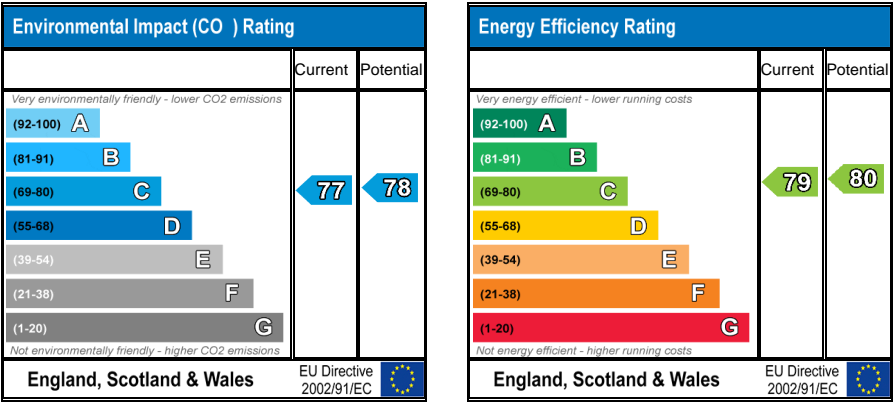 Environmental Impact (CO ) Rating
Current Potential
Very environmentally friendly - lower CO2 emissions
(92-100) A
(81-91) B
(69-80) C
77
78
(55-68) D
(39-54) E
(21-38) F
(1-20) G
Not environmentally friendly - higher CO2 emissions
England, Scotland & Wales
EU Directive
2002/91/EC
Energy Efficiency Rating
Current Potential
Very energy efficient - lower running costs
(92-100) A
(81-91) B
(69-80) C
79
80
(55-68) D
(39-54) E
(21-38) F
(1-20) G
Not energy efficient - higher running costs
England, Scotland & Wales
EU Directive
2002/91/EC